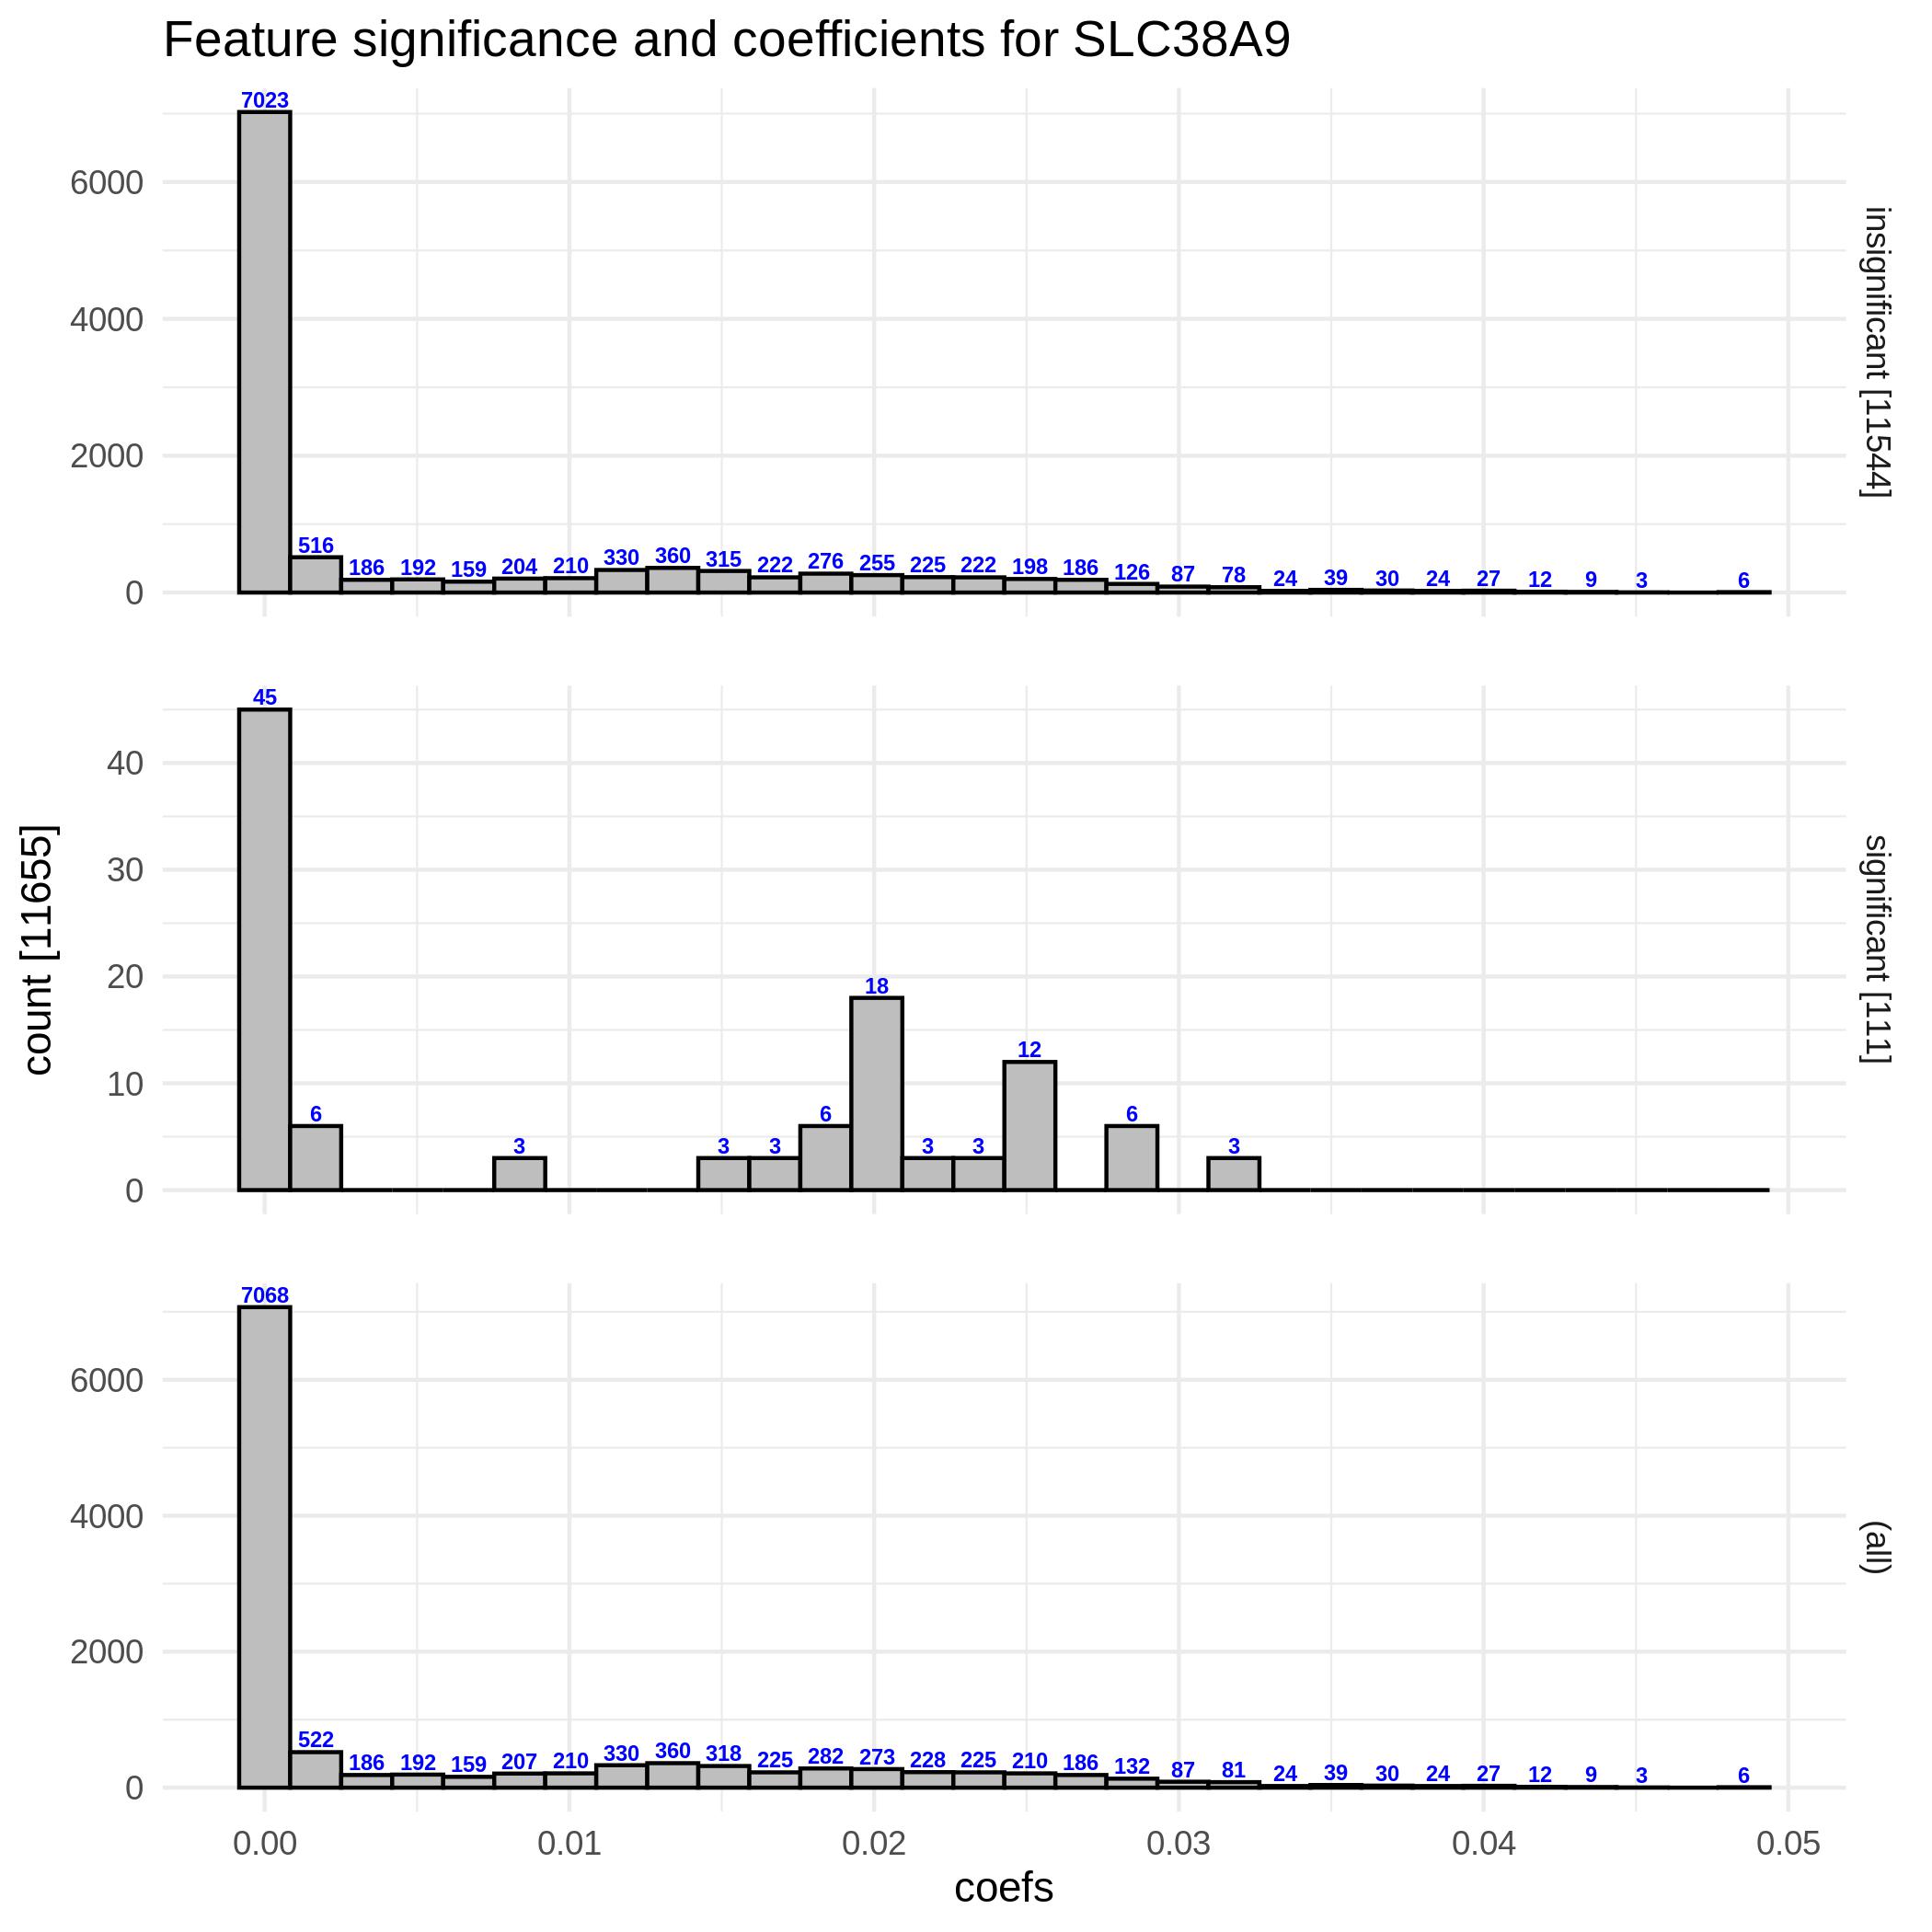 Feature significance and coefficients for SLC38A9
7023
6000
4000
2000
0
516 186 192 159 204 210 330 360 315 222 276 255 225 222 198 186 126 87 78 24 39 30 24 27 12 9 3 6
insignificant [11544]
45
40
30
20
10
0
6 3 3 3 6 18 3 3 12 6 3
significant [111]
count [11655]
7068
6000
4000
2000
0
522 186 192 159 207 210 330 360 318 225 282 273 228 225 210 186 132 87 81 24 39 30 24 27 12 9 3 6
(all)
0.00 0.01 0.02 0.03 0.04 0.05
coefs